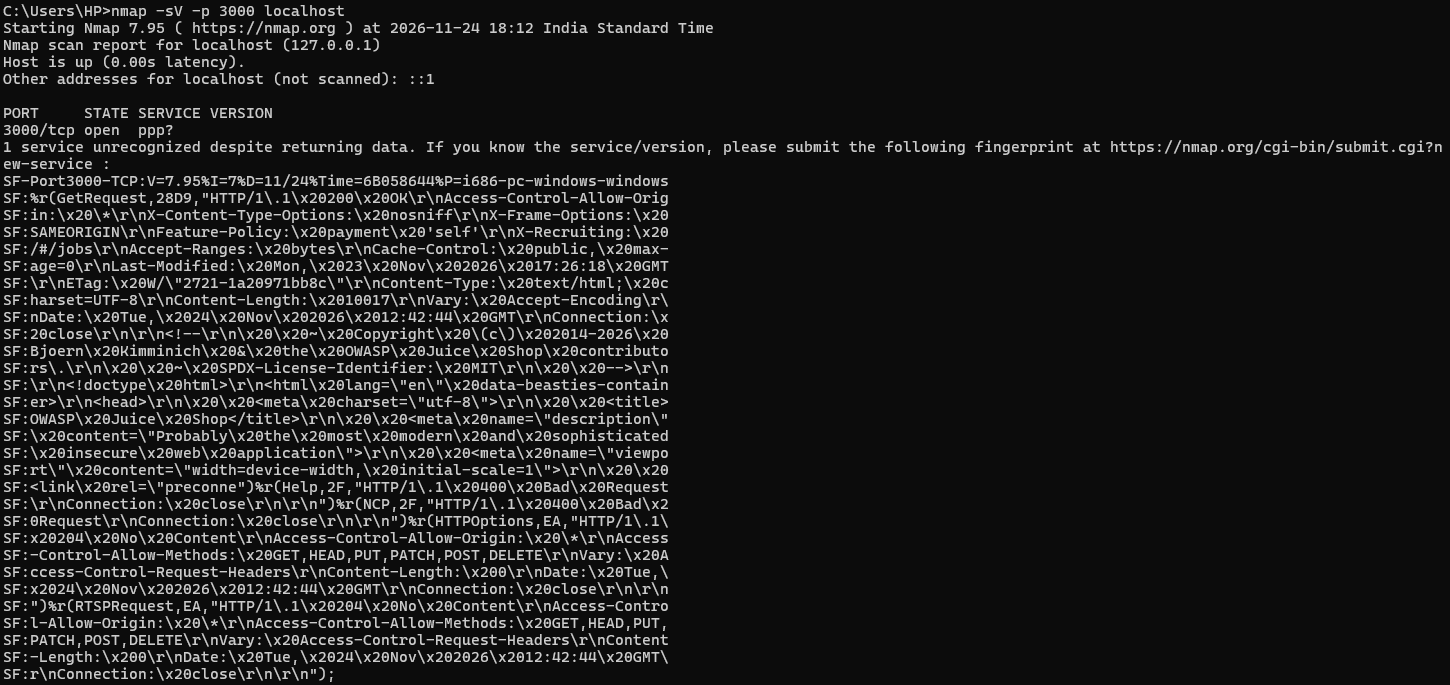 C:\Users\HP>nmap -sV -p 3000 localhost
Starting Nmap 7.95 ( https://nmap.org ) at 2026-11-24 18:12 India Standard Time
Nmap scan report for localhost (127.0.0.1)
Host is up (0.00s latency).
Other addresses for localhost (not scanned): ::1
PORT     STATE SERVICE VERSION
3000/tcp open  ppp?
1 service unrecognized despite returning data. If you know the service/version, please submit the following fingerprint at https://nmap.org/cgi-bin/submit.cgi?n
ew-service :
SF-Port3000-TCP:V=7.95%I=7%D=11/24%Time=6B058644%P=i686-pc-windows-windows
SF:%r(GetRequest,28D9,"HTTP/1\.1\x20200\x20OK\r\nAccess-Control-Allow-Orig
SF:in:\x20\*\r\nX-Content-Type-Options:\x20nosniff\r\nX-Frame-Options:\x20
SF:SAMEORIGIN\r\nFeature-Policy:\x20payment\x20'self'\r\nX-Recruiting:\x20
SF:/#/jobs\r\nAccept-Ranges:\x20bytes\r\nCache-Control:\x20public,\x20max-
SF:age=0\r\nLast-Modified:\x20Mon,\x2023\x20Nov\x202026\x2017:26:18\x20GMT
SF:\r\nETag:\x20W/\"2721-1a20971bb8c\"\r\nContent-Type:\x20text/html;\x20c
SF:harset=UTF-8\r\nContent-Length:\x2010017\r\nVary:\x20Accept-Encoding\r\
SF:nDate:\x20Tue,\x2024\x20Nov\x202026\x2012:42:44\x20GMT\r\nConnection:\x
SF:20close\r\n\r\n<!--\r\n\x20\x20~\x20Copyright\x20\(c\)\x202014-2026\x20
SF:Bjoern\x20Kimminich\x20&\x20the\x20OWASP\x20Juice\x20Shop\x20contributo
SF:rs\.\r\n\x20\x20~\x20SPDX-License-Identifier:\x20MIT\r\n\x20\x20-->\r\n
SF:\r\n<!doctype\x20html>\r\n<html\x20lang=\"en\"\x20data-beasties-contain
SF:er>\r\n<head>\r\n\x20\x20<meta\x20charset=\"utf-8\">\r\n\x20\x20<title>
SF:OWASP\x20Juice\x20Shop</title>\r\n\x20\x20<meta\x20name=\"description\"
SF:\x20content=\"Probably\x20the\x20most\x20modern\x20and\x20sophisticated
SF:\x20insecure\x20web\x20application\">\r\n\x20\x20<meta\x20name=\"viewpo
SF:rt\"\x20content=\"width=device-width,\x20initial-scale=1\">\r\n\x20\x20
SF:<link\x20rel=\"preconne")%r(Help,2F,"HTTP/1\.1\x20400\x20Bad\x20Request
SF:\r\nConnection:\x20close\r\n\r\n")%r(NCP,2F,"HTTP/1\.1\x20400\x20Bad\x2
SF:0Request\r\nConnection:\x20close\r\n\r\n")%r(HTTPOptions,EA,"HTTP/1\.1\
SF:x20204\x20No\x20Content\r\nAccess-Control-Allow-Origin:\x20\*\r\nAccess
SF:-Control-Allow-Methods:\x20GET,HEAD,PUT,PATCH,POST,DELETE\r\nVary:\x20A
SF:ccess-Control-Request-Headers\r\nContent-Length:\x200\r\nDate:\x20Tue,\
SF:x2024\x20Nov\x202026\x2012:42:44\x20GMT\r\nConnection:\x20close\r\n\r\n
SF:")%r(RTSPRequest,EA,"HTTP/1\.1\x20204\x20No\x20Content\r\nAccess-Contro
SF:l-Allow-Origin:\x20\*\r\nAccess-Control-Allow-Methods:\x20GET,HEAD,PUT,
SF:PATCH,POST,DELETE\r\nVary:\x20Access-Control-Request-Headers\r\nContent
SF:-Length:\x200\r\nDate:\x20Tue,\x2024\x20Nov\x202026\x2012:42:44\x20GMT\
SF:r\nConnection:\x20close\r\n\r\n");